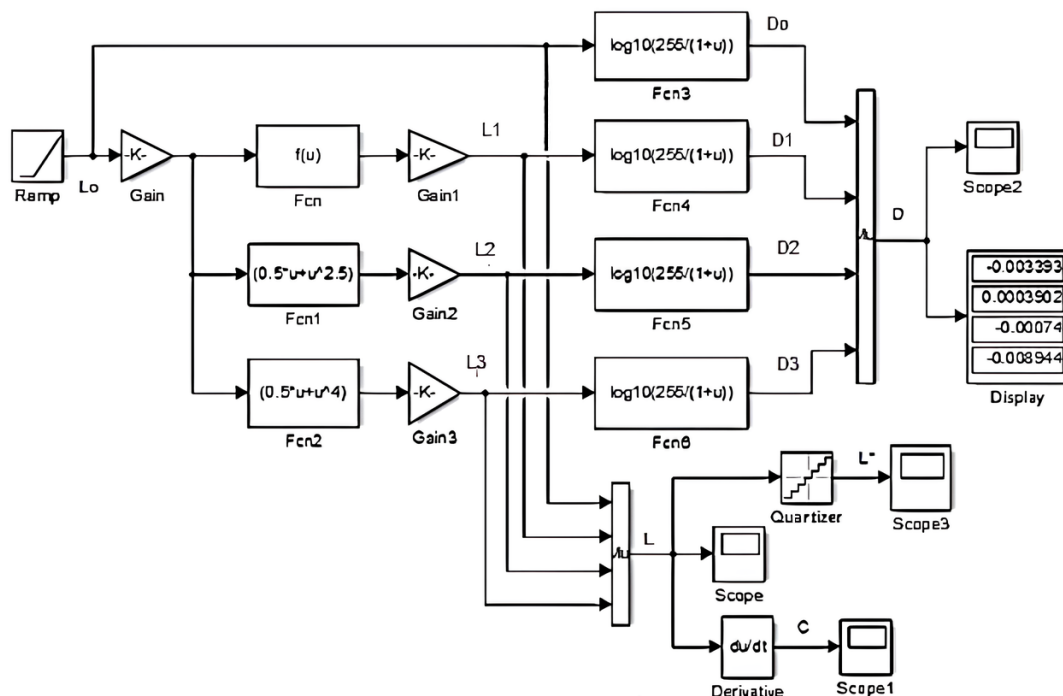 Do
log10(255/(1+u))
Fcn3
Ramp
Lo
-K-
Gain
f(u)
Fcn
-K-
Gain1
L1
log10(255/(1+u))
Fcn4
D1
Scope2
D
(0.5*u+u^2.5)
Fcn1
-K-
Gain2
L2
log10(255/(1+u))
Fcn5
D2
-0.003393
0.0003902
-0.00074
-0.008944
Display
(0.5*u+u^4)
Fcn2
-K-
Gain3
L3
log10(255/(1+u))
Fcn6
D3
L
Quartizer
L*
Scope3
Scope
du/dt
Derivative
C
Scope1